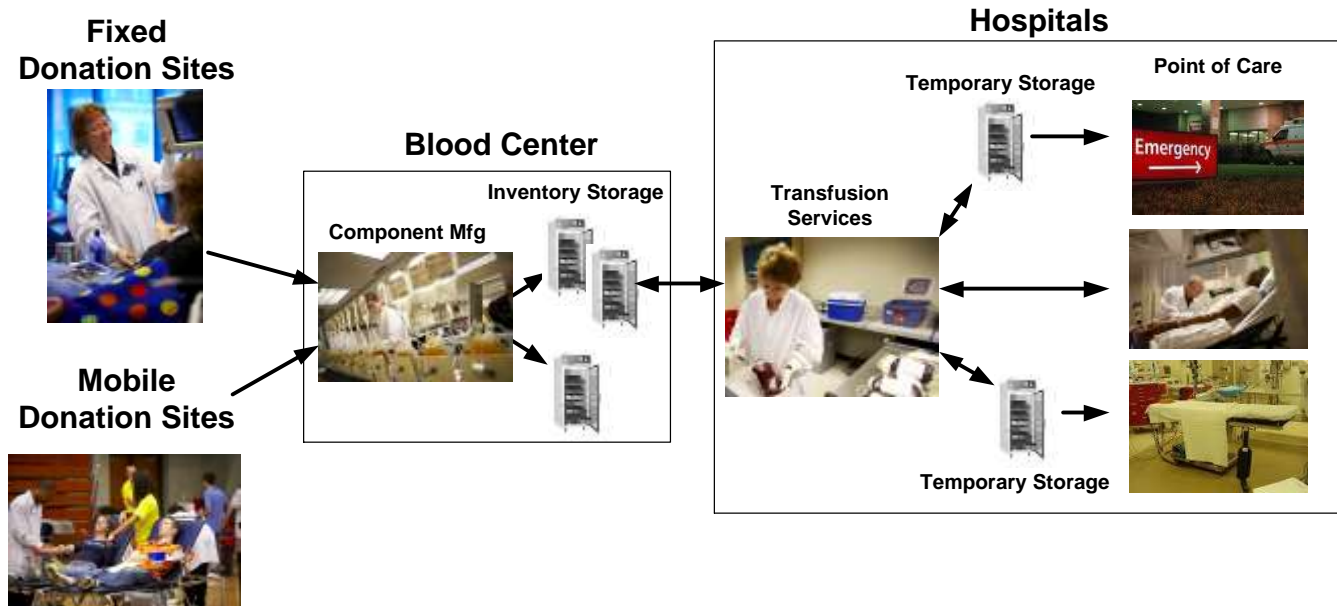 Fixed
Donation Sites
Mobile
Donation Sites
Blood Center
Component Mfg
Inventory Storage
Hospitals
Transfusion
Services
Temporary Storage
Temporary Storage
Point of Care
Emergency